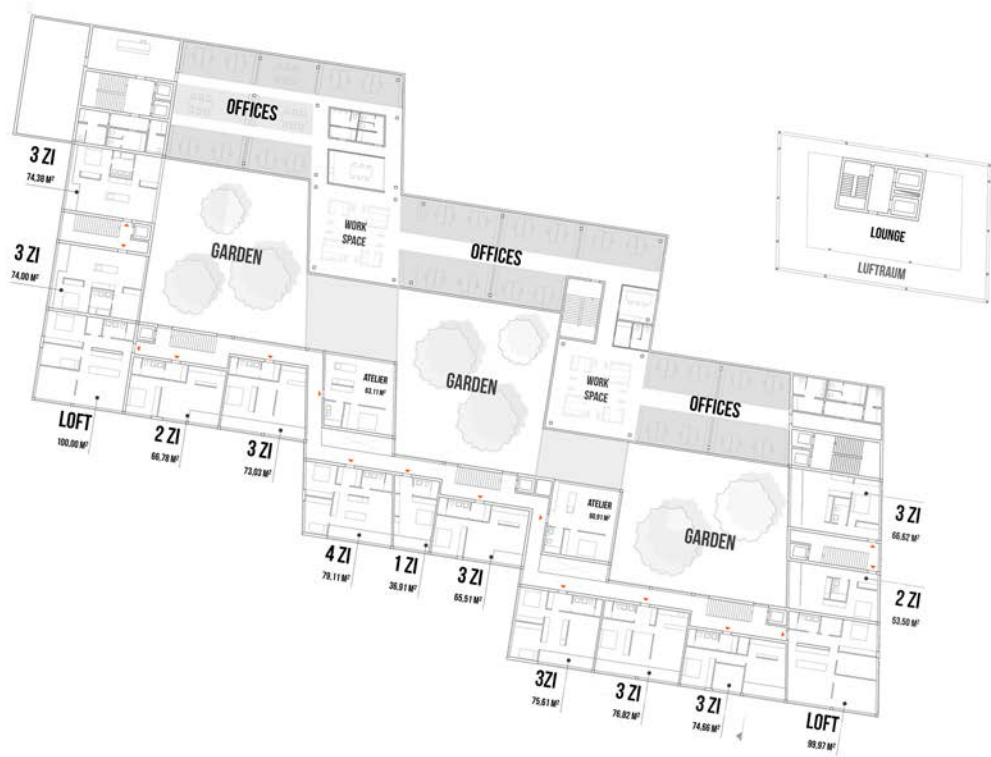 OFFICES
3 ZI
74,38 M²
GARDEN
WORK
SPACE
OFFICES
LOUNGE
LUFTRAUM
3 ZI
74,00 M²
ATELIER
63,11 M²
GARDEN
WORK
SPACE
OFFICES
LOFT
100,00 M²
2 ZI
66,78 M²
3 ZI
73,03 M²
ATELIER
60,91 M²
GARDEN
3 ZI
66,62 M²
4 ZI
79,11 M²
1 ZI
36,91 M²
3 ZI
65,51 M²
2 ZI
53,50 M²
3ZI
75,61 M²
3 ZI
76,82 M²
3 ZI
74,66 M²
LOFT
99,97 M²